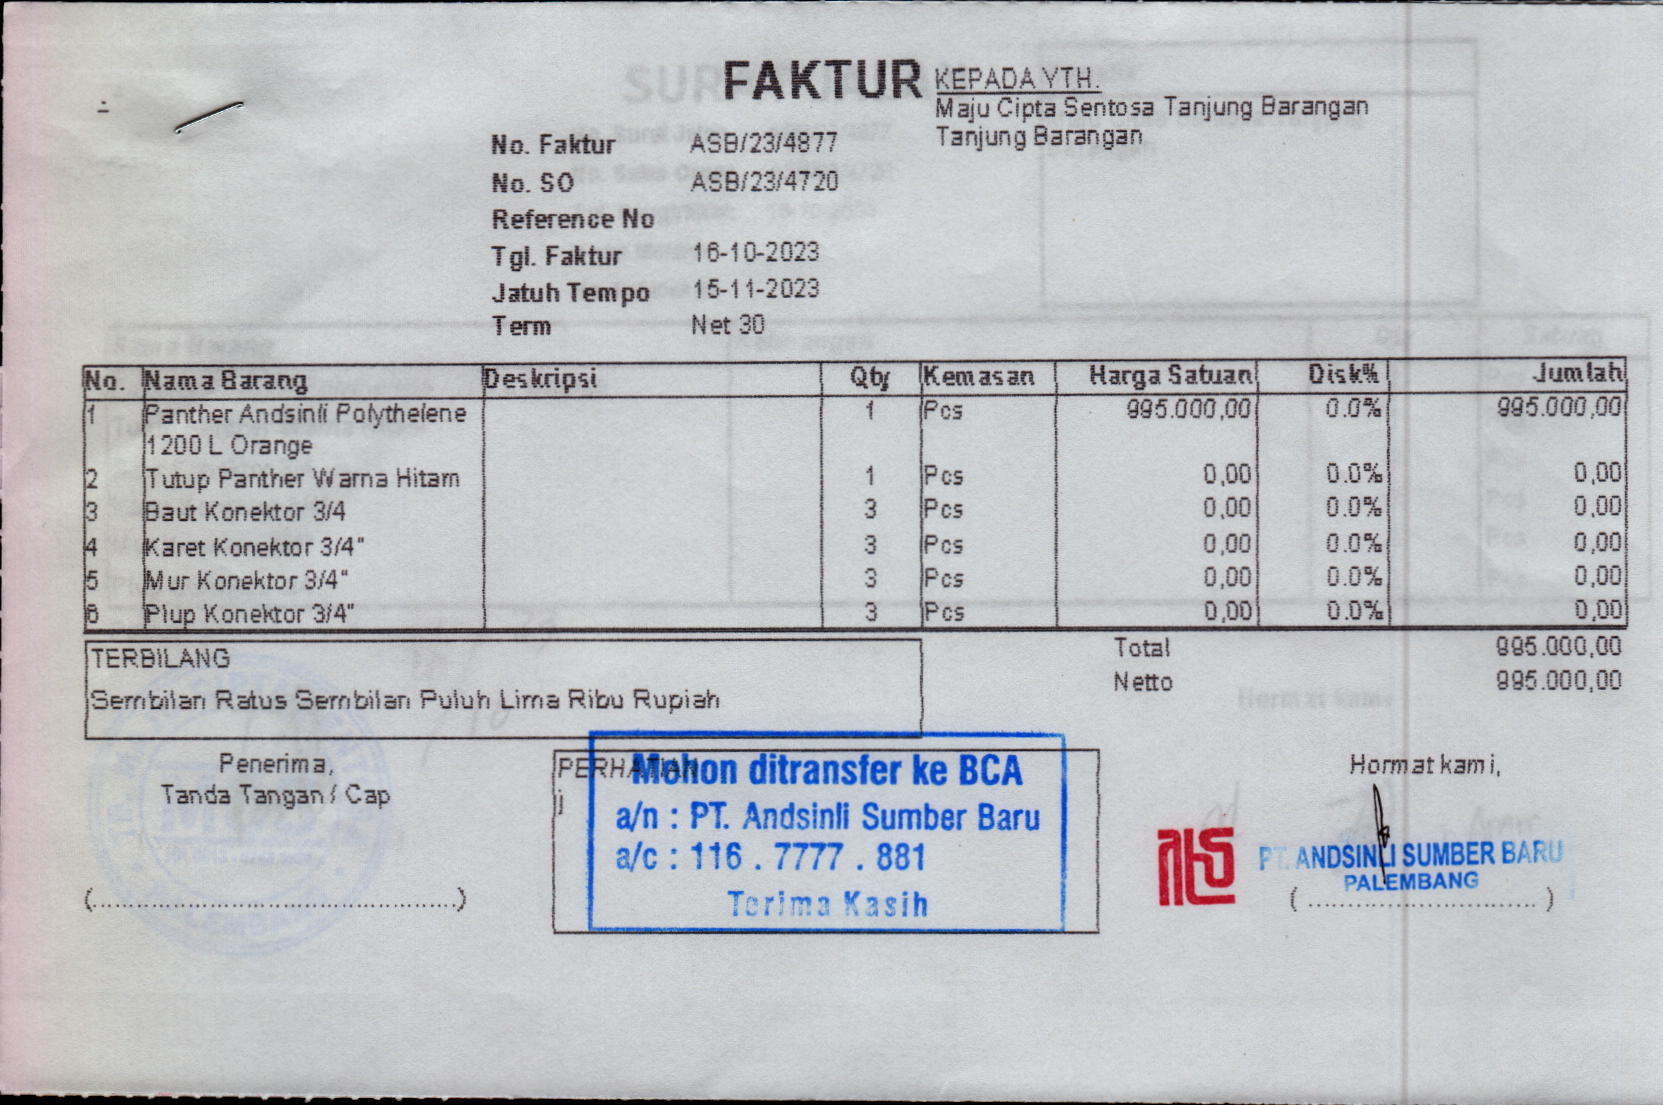 FAKTUR
KEPADA YTH.
Maju Cipta Sentosa Tanjung Barangan
Tanjung Barangan
No. Faktur ASB/23/4877
No. SO ASB/23/4720
Reference No
Tgl. Faktur 16-10-2023
Jatuh Tempo 15-11-2023
Term Net 30
No. Nama Barang Deskripsi Qty Kemasan Harga Satuan Disk% Jumlah
1 Panther Andsinli Polythelene 1 Pcs 995.000,00 0.0% 995.000,00
1200 L Orange
2 Tutup Panther Warna Hitam 1 Pcs 0,00 0.0% 0,00
3 Baut Konektor 3/4 3 Pcs 0,00 0.0% 0,00
4 Karet Konektor 3/4" 3 Pcs 0,00 0.0% 0,00
5 Mur Konektor 3/4" 3 Pcs 0,00 0.0% 0,00
6 Plup Konektor 3/4" 3 Pcs 0,00 0.0% 0,00
TERBILANG
Sembilan Ratus Sembilan Puluh Lima Ribu Rupiah
Total 995.000,00
Netto 995.000,00
Penerima,
Tanda Tangan / Cap
(............................................)
PERHATIAN
Mohon ditransfer ke BCA
a/n : PT. Andsinli Sumber Baru
a/c : 116 . 7777 . 881
Terima Kasih
Hormat kami,
PT. ANDSINLI SUMBER BARU
PALEMBANG
(............................)